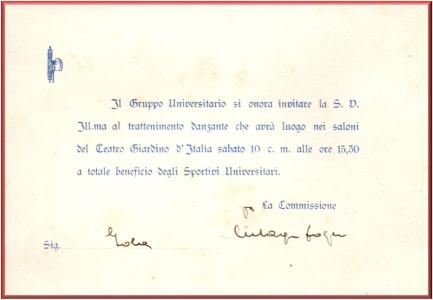 Il Gruppo Universitario si onora invitare la S. V.
Ill.ma al trattenimento danzante che avrà luogo nei saloni
del Teatro Giardino d'Italia sabato 10 c. m. alle ore 15,30
a totale beneficio degli Sportivi Universitari.
La Commissione
Sig.